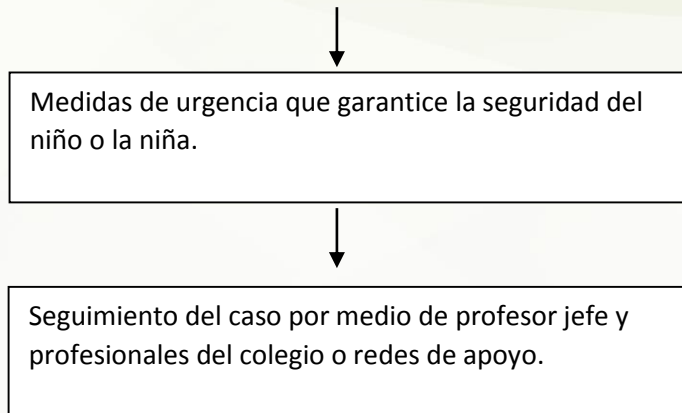 Medidas de urgencia que garantice la seguridad del
niño o la niña.
Seguimiento del caso por medio de profesor jefe y
profesionales del colegio o redes de apoyo.